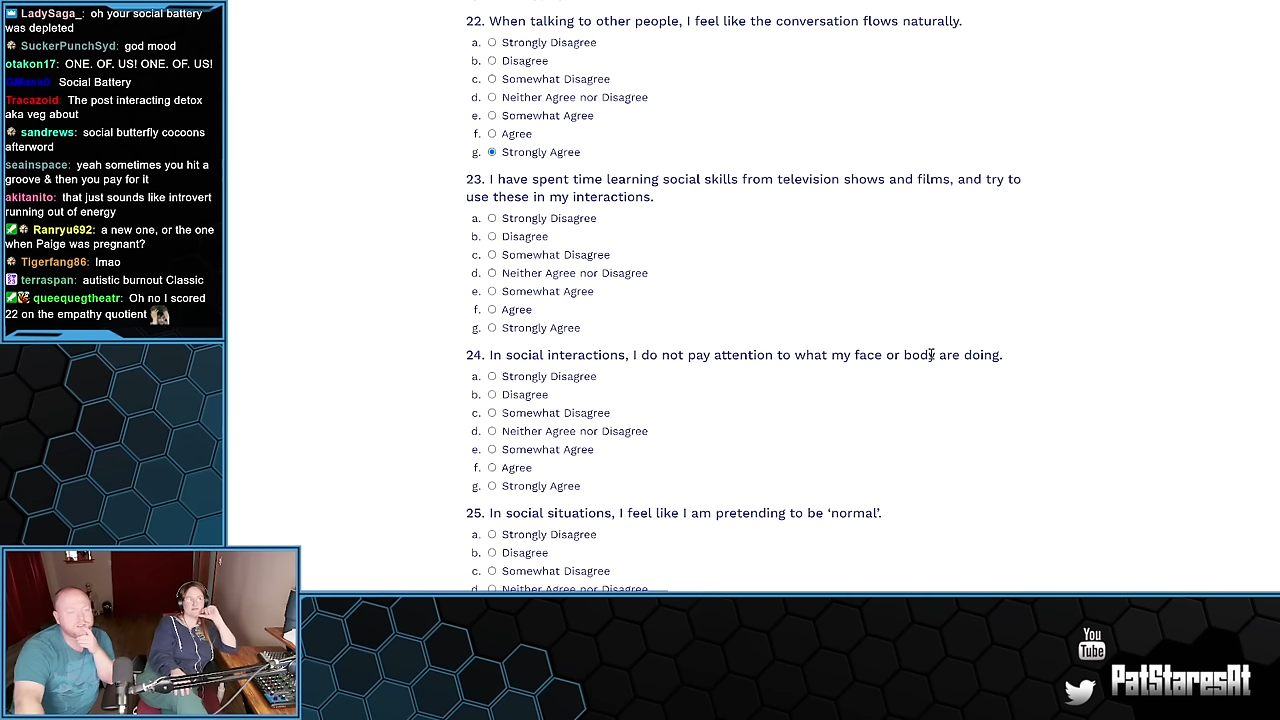 LadySaga_: oh your social battery
was depleted
SuckerPunchSyd: god mood
otakon17: ONE. OF. US! ONE. OF. US!
Social Battery
Tracazoid: The post interacting detox
aka veg about
sandrews: social butterfly cocoons
afterword
seainspace: yeah sometimes you hit a
groove & then you pay for it
akitanito: that just sounds like introvert
running out of energy
Ranryu692: a new one, or the one
when Paige was pregnant?
Tigerfang86: lmao
terraspan: autistic burnout Classic
queequegtheatr: Oh no I scored
22 on the empathy quotient
22. When talking to other people, I feel like the conversation flows naturally.
a. Strongly Disagree
b. Disagree
c. Somewhat Disagree
d. Neither Agree nor Disagree
e. Somewhat Agree
f. Agree
g. Strongly Agree
23. I have spent time learning social skills from television shows and films, and try to
use these in my interactions.
a. Strongly Disagree
b. Disagree
c. Somewhat Disagree
d. Neither Agree nor Disagree
e. Somewhat Agree
f. Agree
g. Strongly Agree
24. In social interactions, I do not pay attention to what my face or body are doing.
a. Strongly Disagree
b. Disagree
c. Somewhat Disagree
d. Neither Agree nor Disagree
e. Somewhat Agree
f. Agree
g. Strongly Agree
25. In social situations, I feel like I am pretending to be ‘normal’.
a. Strongly Disagree
b. Disagree
c. Somewhat Disagree
d. Neither Agree nor Disagree
You
Tube
PatStaresAt